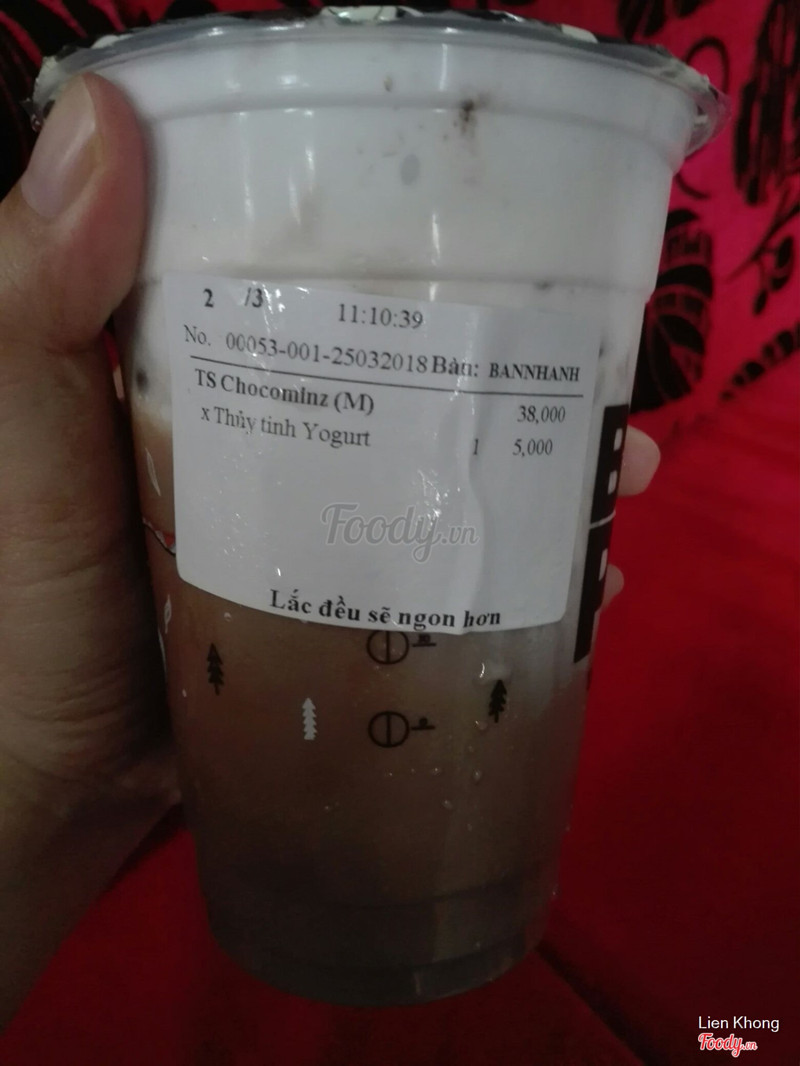 2 /3 11:10:39
No. 00053-001-25032018 Bàn: BANNHANH
TS Chocominz (M) 38,000
x Thủy tinh Yogurt 1 5,000
Foody.vn
Lắc đều sẽ ngon hơn
Lien Khong
Foody.vn